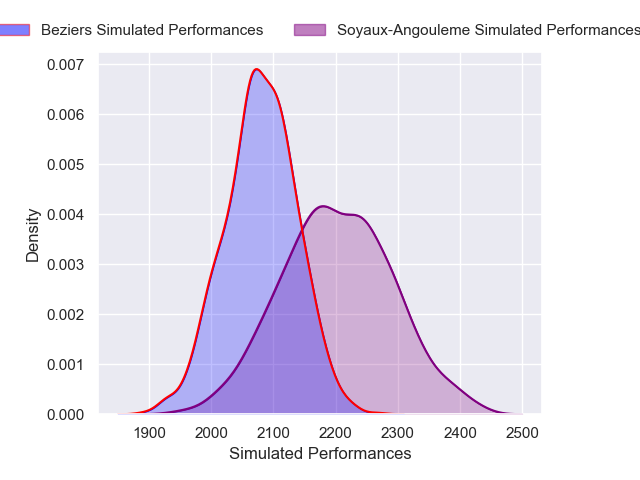 Beziers Simulated Performances
Soyaux-Angouleme Simulated Performances
0.007
0.006
0.005
0.004
0.003
0.002
0.001
0.000
Density
1900 2000 2100 2200 2300 2400 2500
Simulated Performances